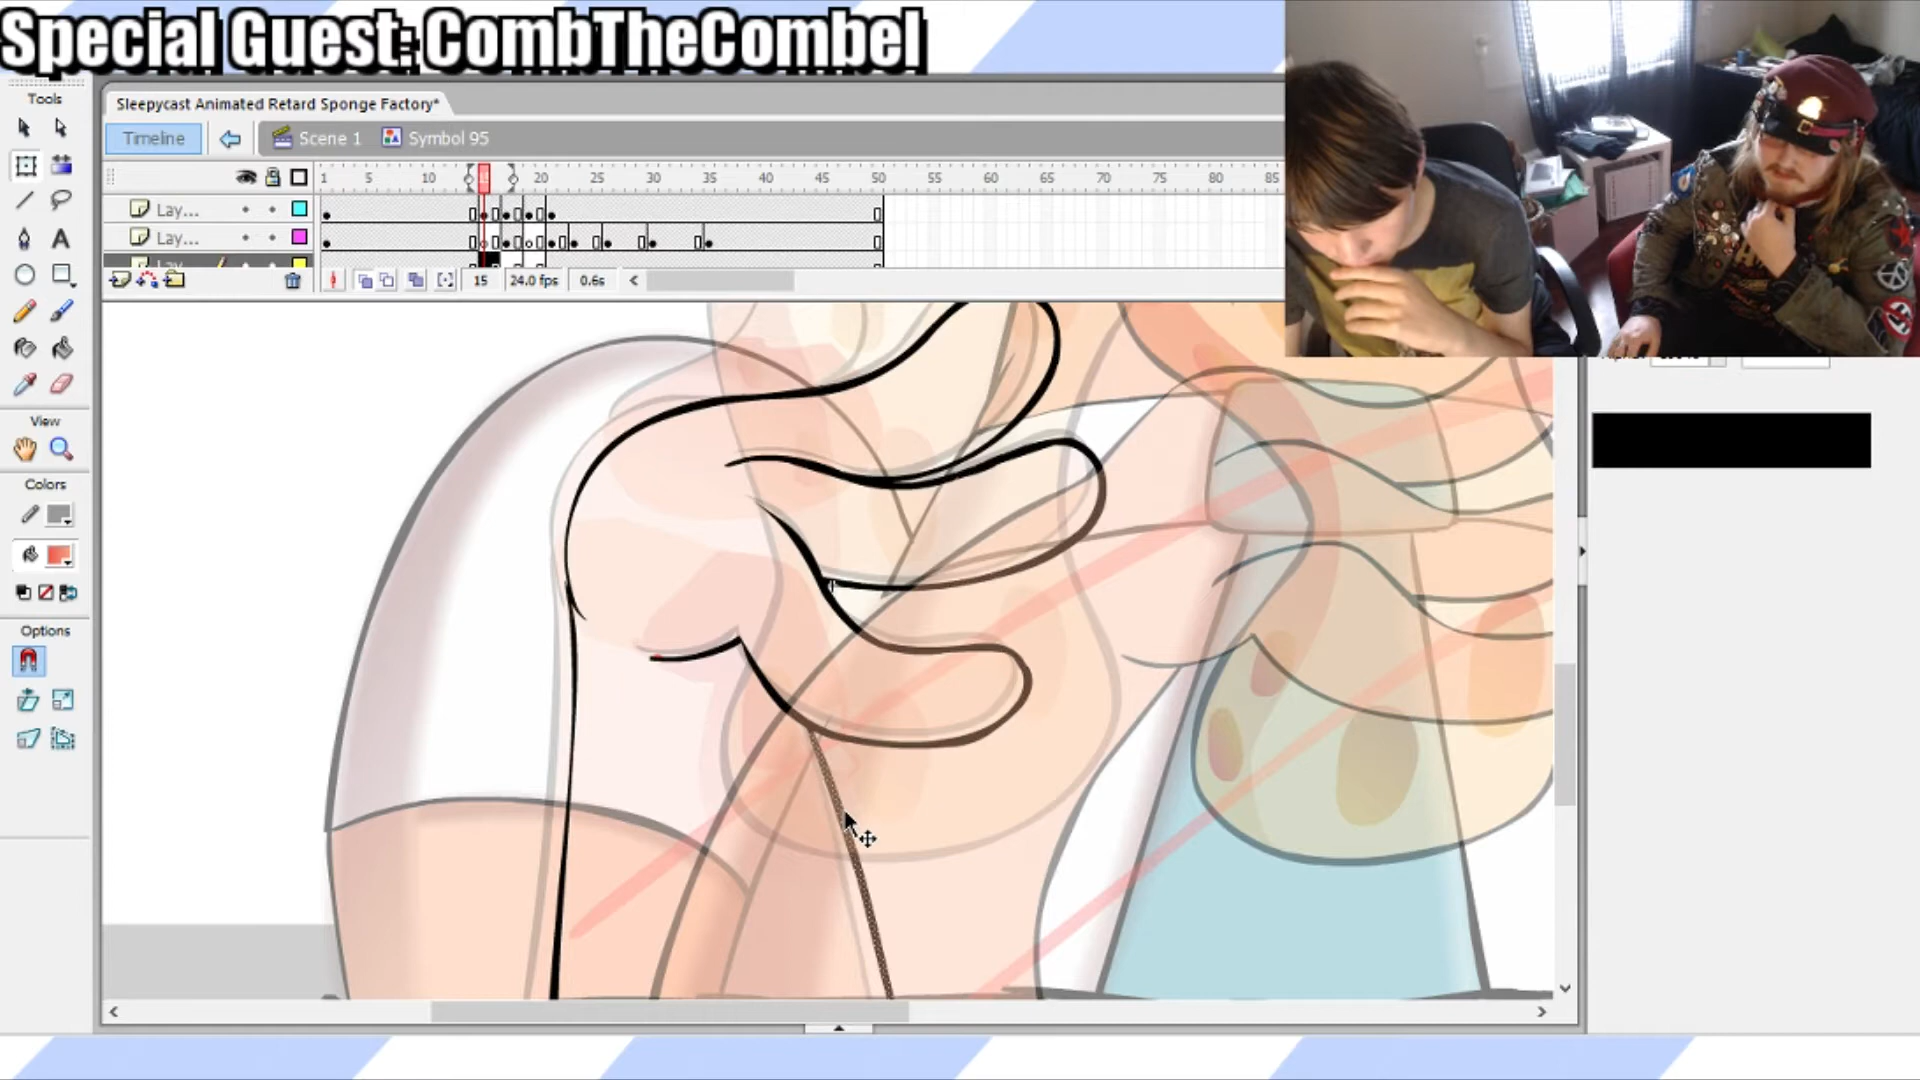 Special Guest: CombTheCombel
Tools
Sleepycast Animated Retard Sponge Factory*
Timeline
Scene 1
Symbol 95
1 5 10 15 20 25 30 35 40 45 50 55 60 65 70 75 80 85
Lay...
Lay...
15 24.0 fps 0.6s
View
Colors
Options